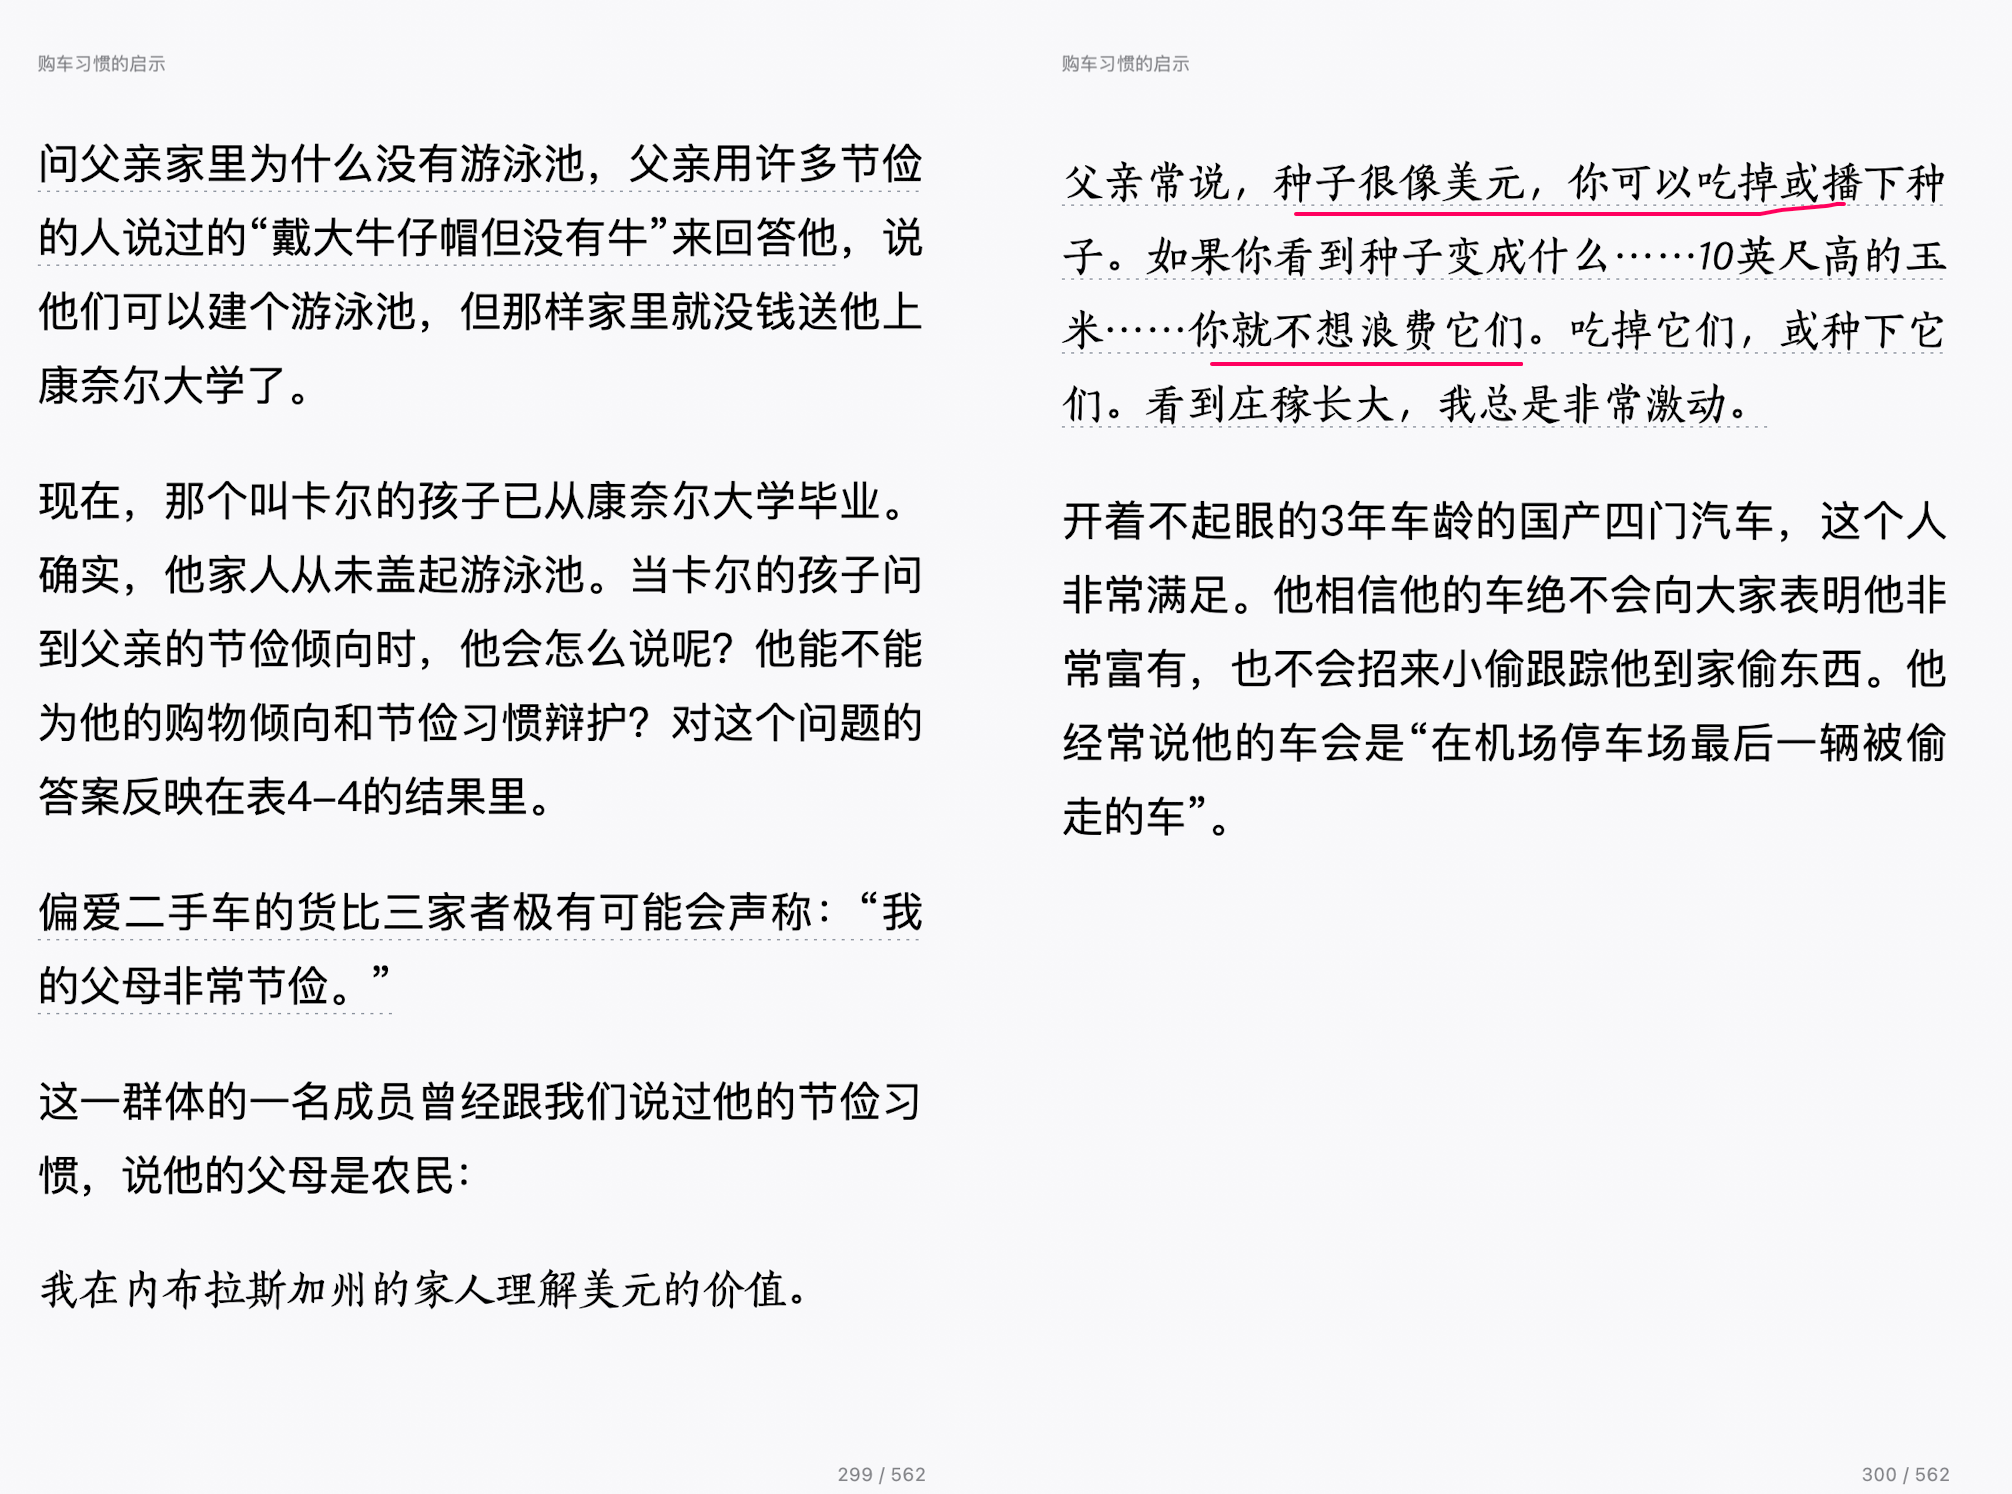 购车习惯的启示
问父亲家里为什么没有游泳池，父亲用许多节俭
的人说过的“戴大牛仔帽但没有牛”来回答他，说
他们可以建个游泳池，但那样家里就没钱送他上
康奈尔大学了。
现在，那个叫卡尔的孩子已从康奈尔大学毕业。
确实，他家人从未盖起游泳池。当卡尔的孩子问
到父亲的节俭倾向时，他会怎么说呢？他能不能
为他的购物倾向和节俭习惯辩护？对这个问题的
答案反映在表4–4的结果里。
偏爱二手车的货比三家者极有可能会声称：“我
的父母非常节俭。”
这一群体的一名成员曾经跟我们说过他的节俭习
惯，说他的父母是农民：
我在内布拉斯加州的家人理解美元的价值。
299 / 562
购车习惯的启示
父亲常说，种子很像美元，你可以吃掉或播下种
子。如果你看到种子变成什么……10英尺高的玉
米……你就不想浪费它们。吃掉它们，或种下它
们。看到庄稼长大，我总是非常激动。
开着不起眼的3年车龄的国产四门汽车，这个人
非常满足。他相信他的车绝不会向大家表明他非
常富有，也不会招来小偷跟踪他到家偷东西。他
经常说他的车会是“在机场停车场最后一辆被偷
走的车”。
300 / 562